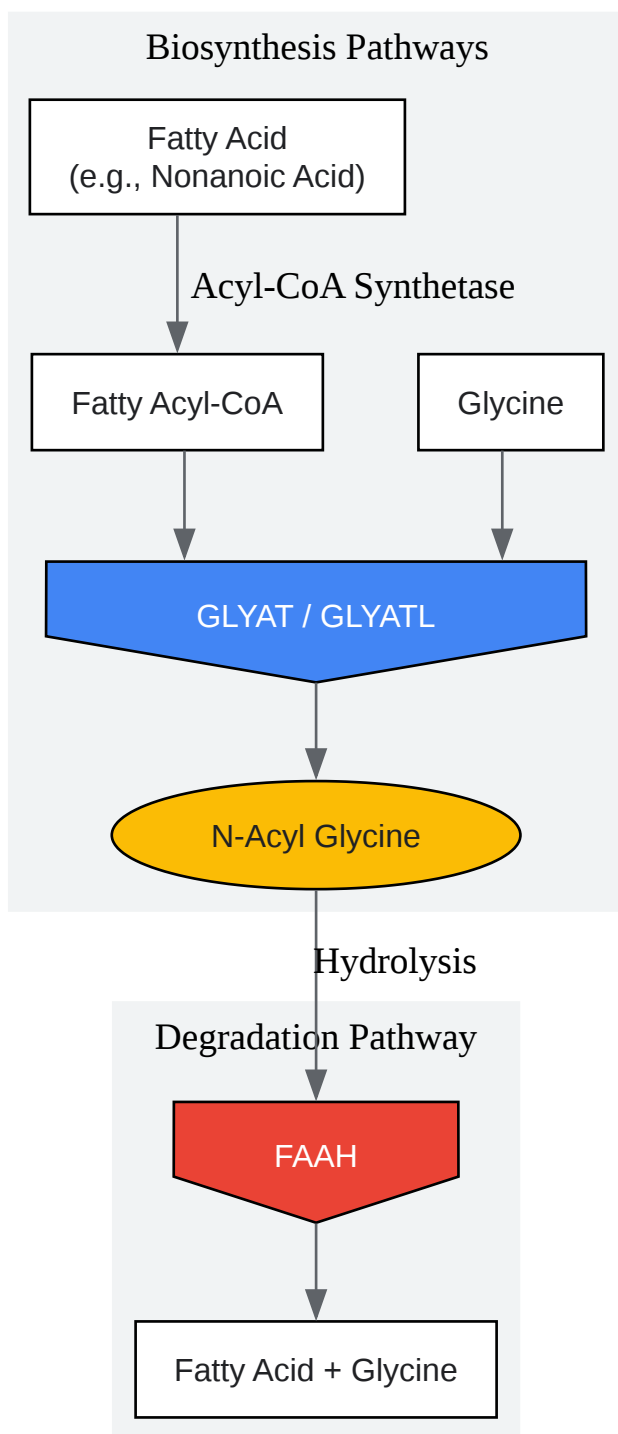 Biosynthesis Pathways
Fatty Acid
(e.g., Nonanoic Acid)
Acyl-CoA Synthetase
Fatty Acyl-CoA
Glycine
GLYAT / GLYATL
N-Acyl Glycine
Hydrolysis
Degradation Pathway
FAAH
Fatty Acid + Glycine